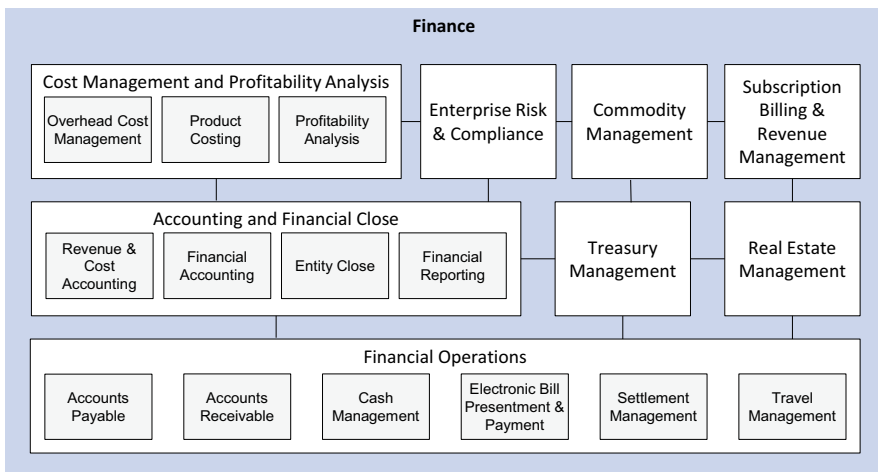 Finance
Cost Management and Profitability Analysis
Overhead Cost
Management
Product
Costing
Profitability
Analysis
Enterprise Risk
& Compliance
Commodity
Management
Subscription
Billing &
Revenue
Management
Accounting and Financial Close
Revenue &
Cost
Accounting
Financial
Accounting
Entity Close
Financial
Reporting
Treasury
Management
Real Estate
Management
Financial Operations
Accounts
Payable
Accounts
Receivable
Cash
Management
Electronic Bill
Presentment &
Payment
Settlement
Management
Travel
Management